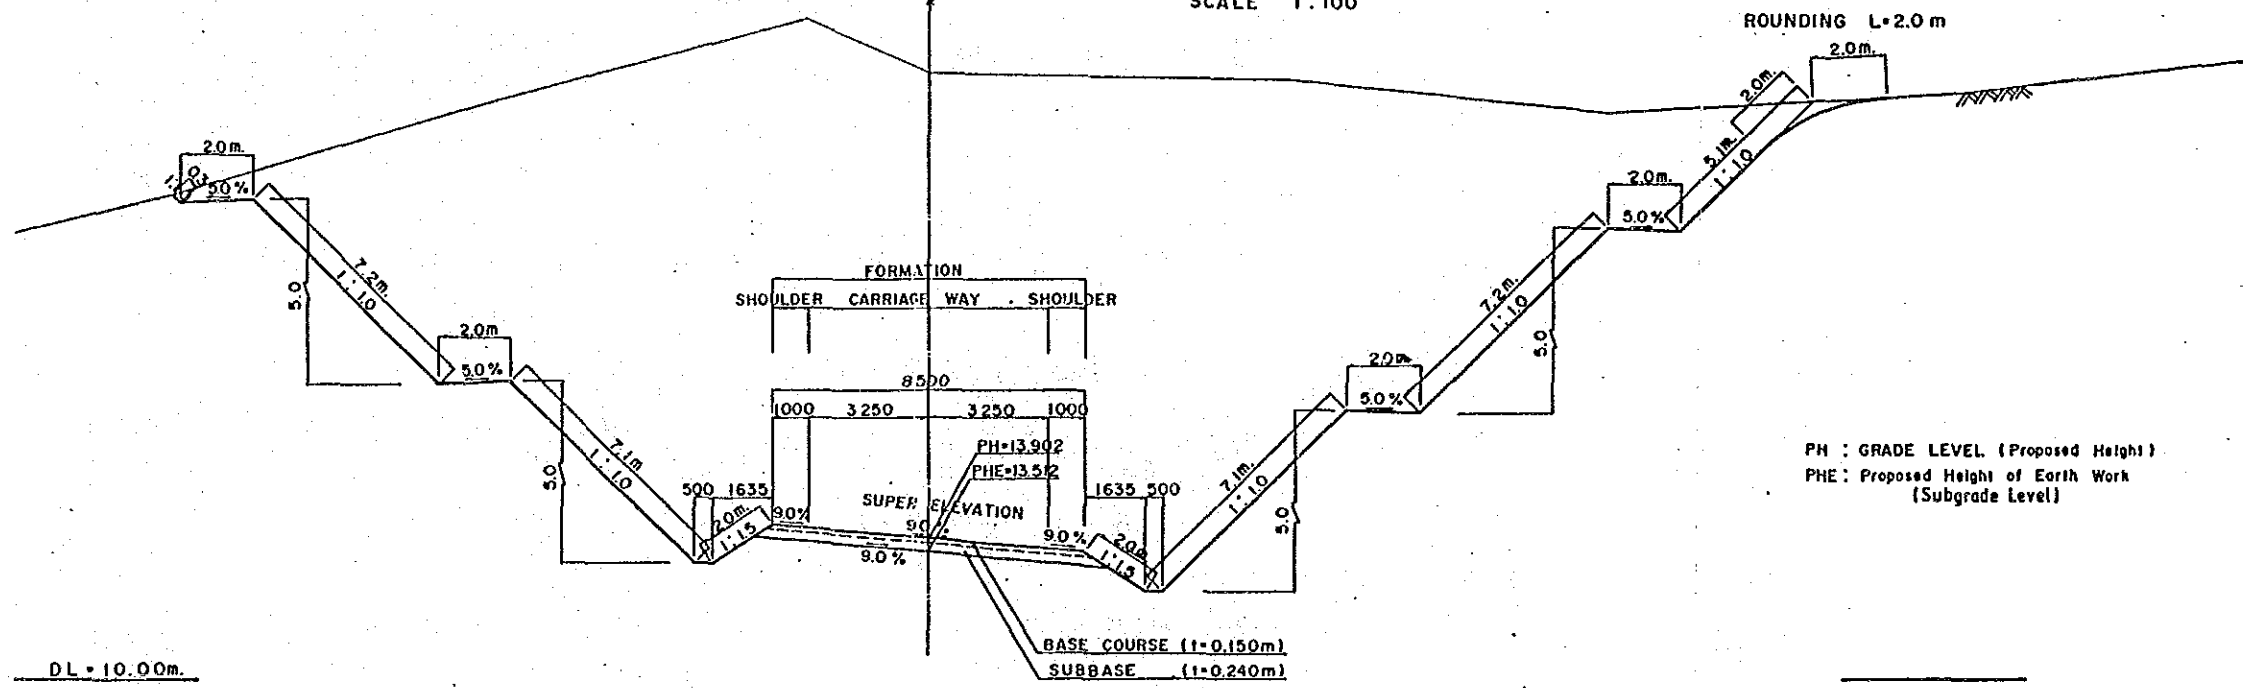 SCALE 1:100
ROUNDING L=2.0 m
2.0m.
2.0m.
5.1m.
1:1.0
2.0m.
5.0%
2.0m.
5.0%
7.2m.
1:1.0
5.0
2.0m.
5.0%
7.2m.
1:1.0
5.0
FORMATION
SHOULDER CARRIAGE WAY SHOULDER
2.0m
5.0%
2.0m
5.0%
8500
1000 3250 3250 1000
PH=13.902
PHE=13.512
7.1m
1:1.0
5.0
7.1m.
1:1.0
5.0
PH : GRADE LEVEL (Proposed Height)
PHE : Proposed Height of Earth Work
(Subgrade Level)
500 1635
1635 500
SUPER ELEVATION
2.0m.
1:1.5
9.0%
9.0%
9.0%
2.0m
1:1.5
BASE COURSE (t=0.150m)
SUBBASE (t=0.240m)
DL = 10.00m.